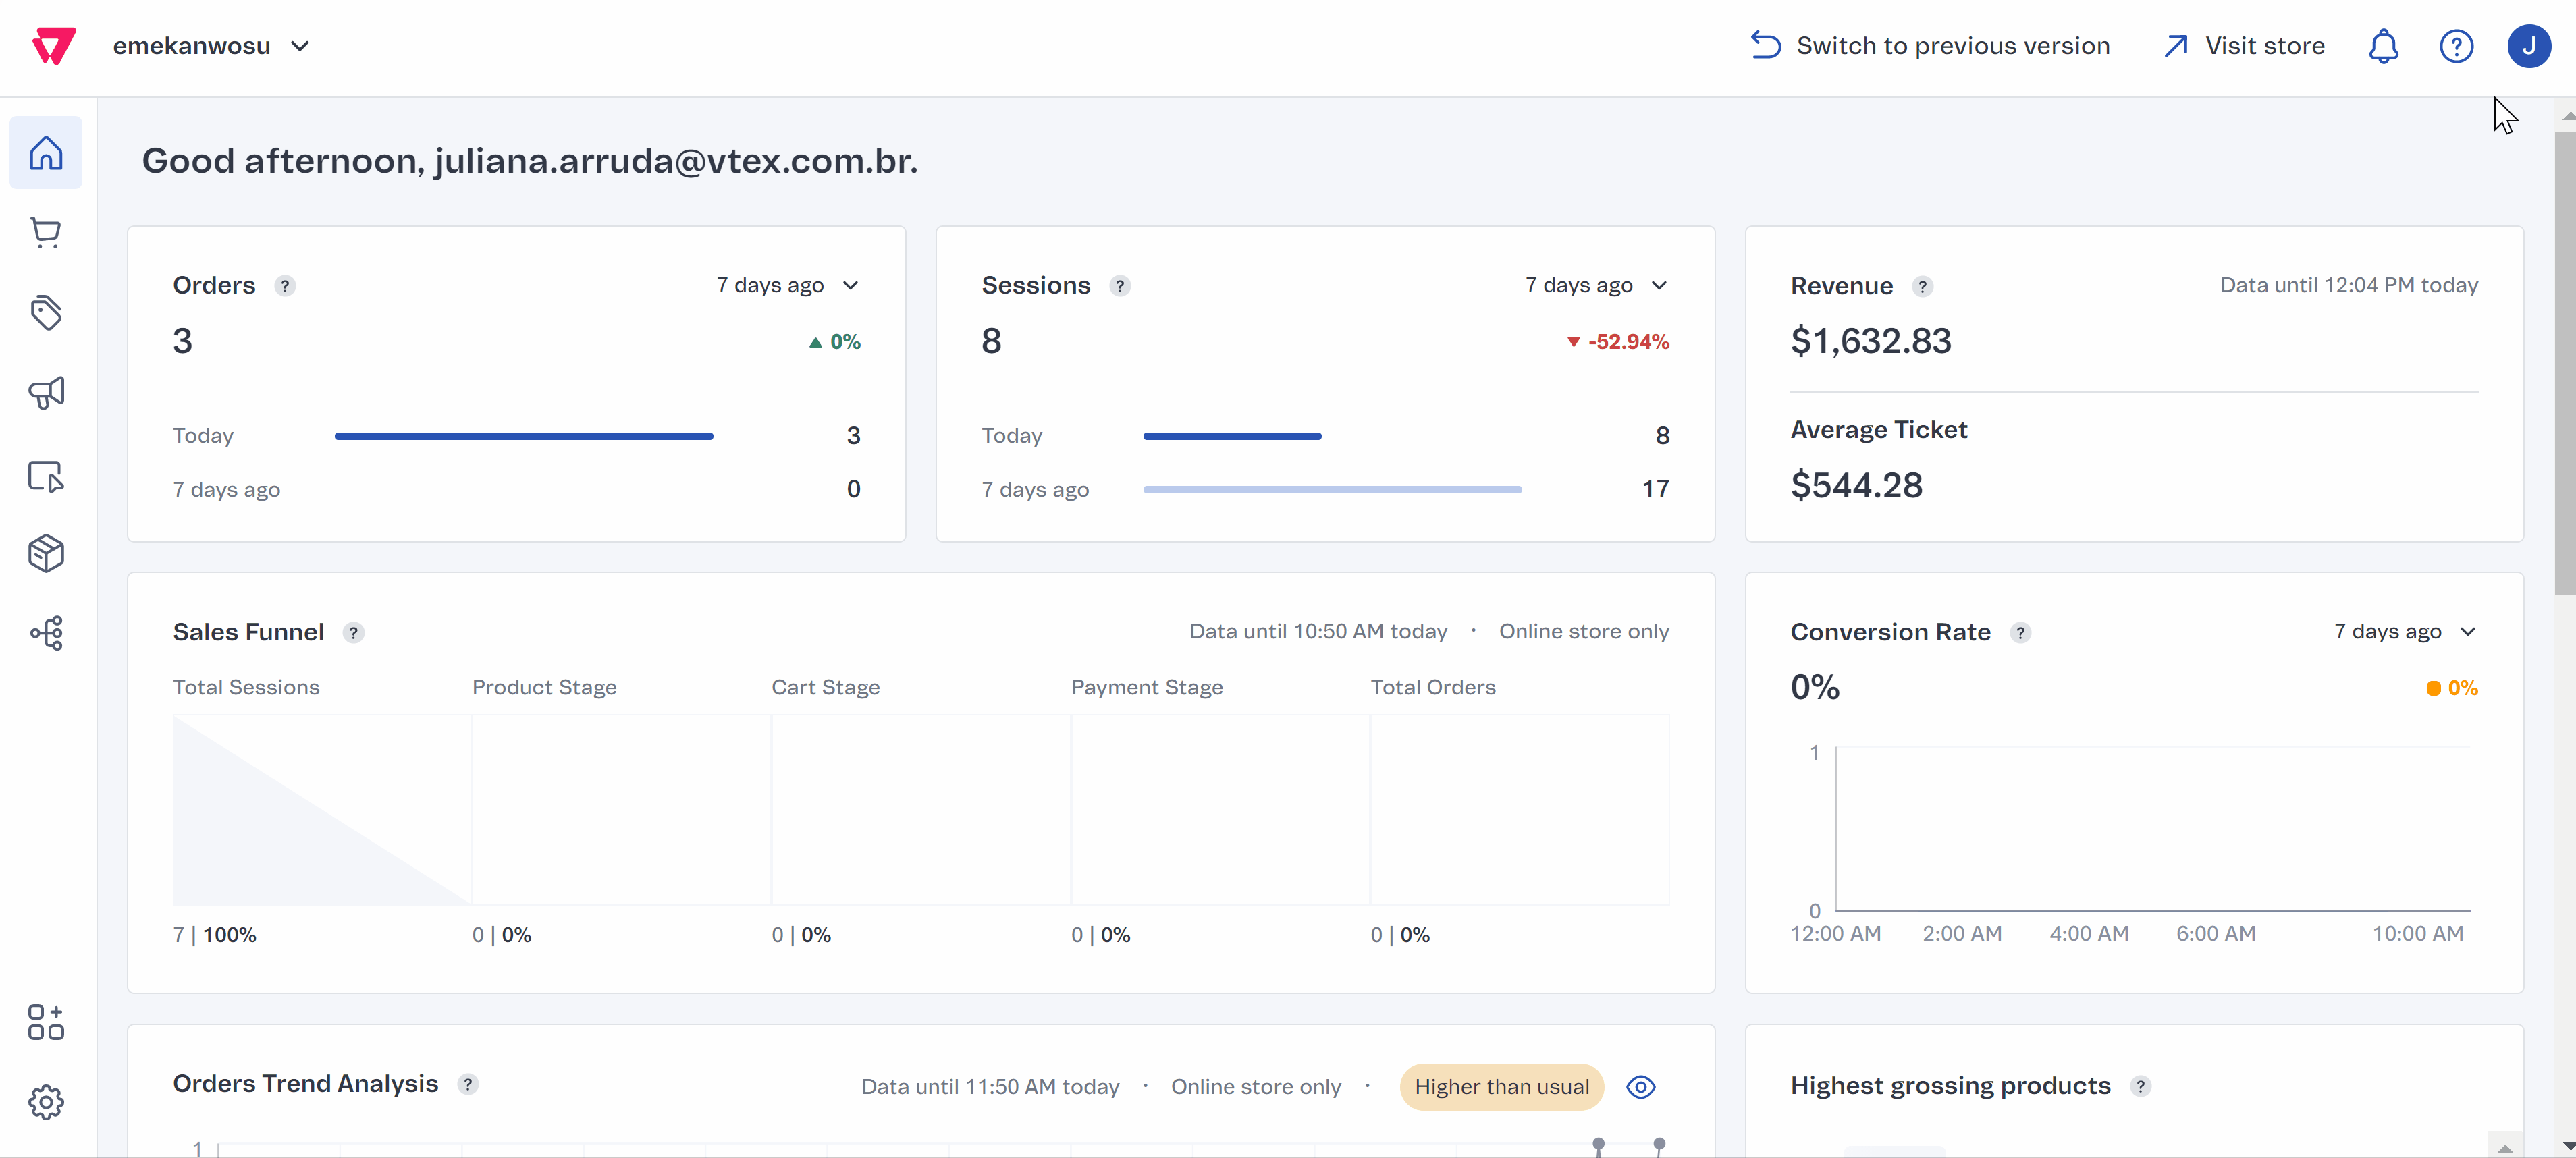 emekanwosu
Switch to previous version
Visit store
J
Good afternoon, juliana.arruda@vtex.com.br.
Orders ?
7 days ago
3
0%
Today
3
7 days ago
0
Sessions ?
7 days ago
8
-52.94%
Today
8
7 days ago
17
Revenue ?
Data until 12:04 PM today
$1,632.83
Average Ticket
$544.28
Sales Funnel ?
Data until 10:50 AM today · Online store only
Total Sessions
Product Stage
Cart Stage
Payment Stage
Total Orders
7 | 100%
0 | 0%
0 | 0%
0 | 0%
0 | 0%
Conversion Rate ?
7 days ago
0%
0%
1
0
12:00 AM
2:00 AM
4:00 AM
6:00 AM
10:00 AM
Orders Trend Analysis ?
Data until 11:50 AM today · Online store only · Higher than usual
1
Highest grossing products ?